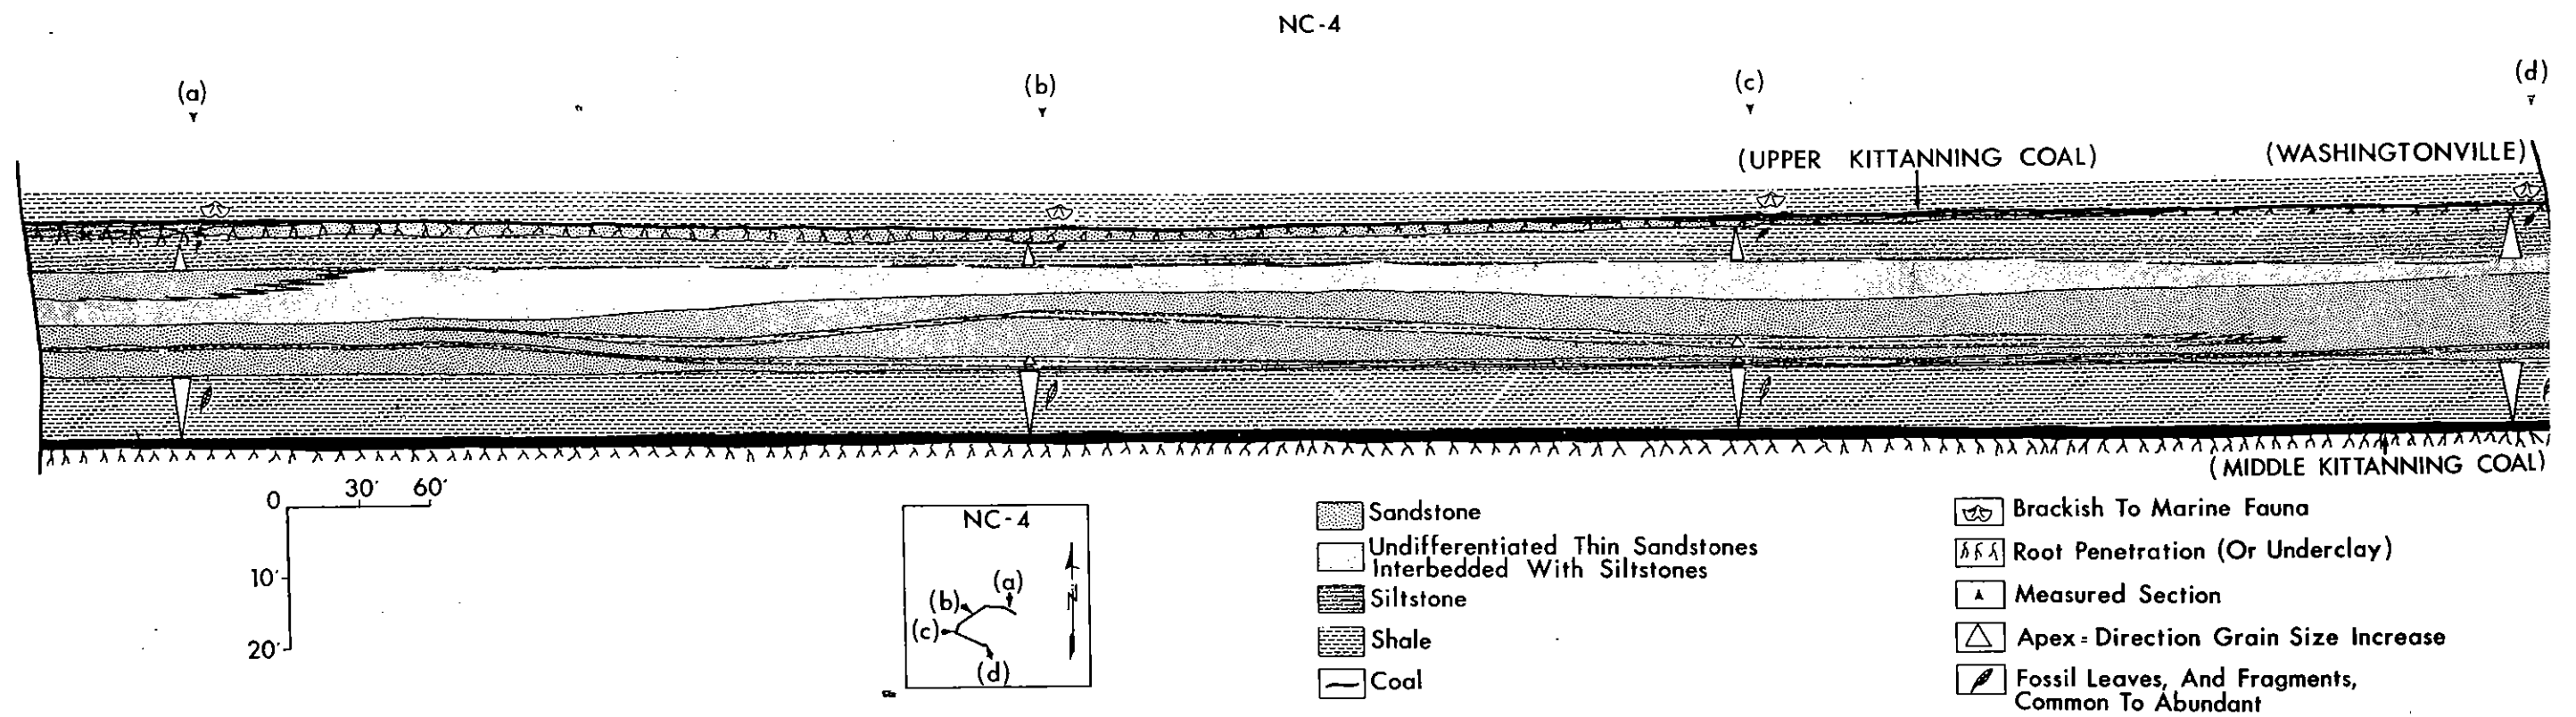 NC-4
(a)
(b)
(c)
(d)
(UPPER KITTANNING COAL)
(WASHINGTONVILLE)
(MIDDLE KITTANNING COAL)
0 30' 60'
10'
20'
NC-4
(a)
(b)
(c)
(d)
N
Sandstone
Undifferentiated Thin Sandstones
Interbedded With Siltstones
Siltstone
Shale
Coal
Brackish To Marine Fauna
Root Penetration (Or Underclay)
Measured Section
Apex = Direction Grain Size Increase
Fossil Leaves, And Fragments,
Common To Abundant